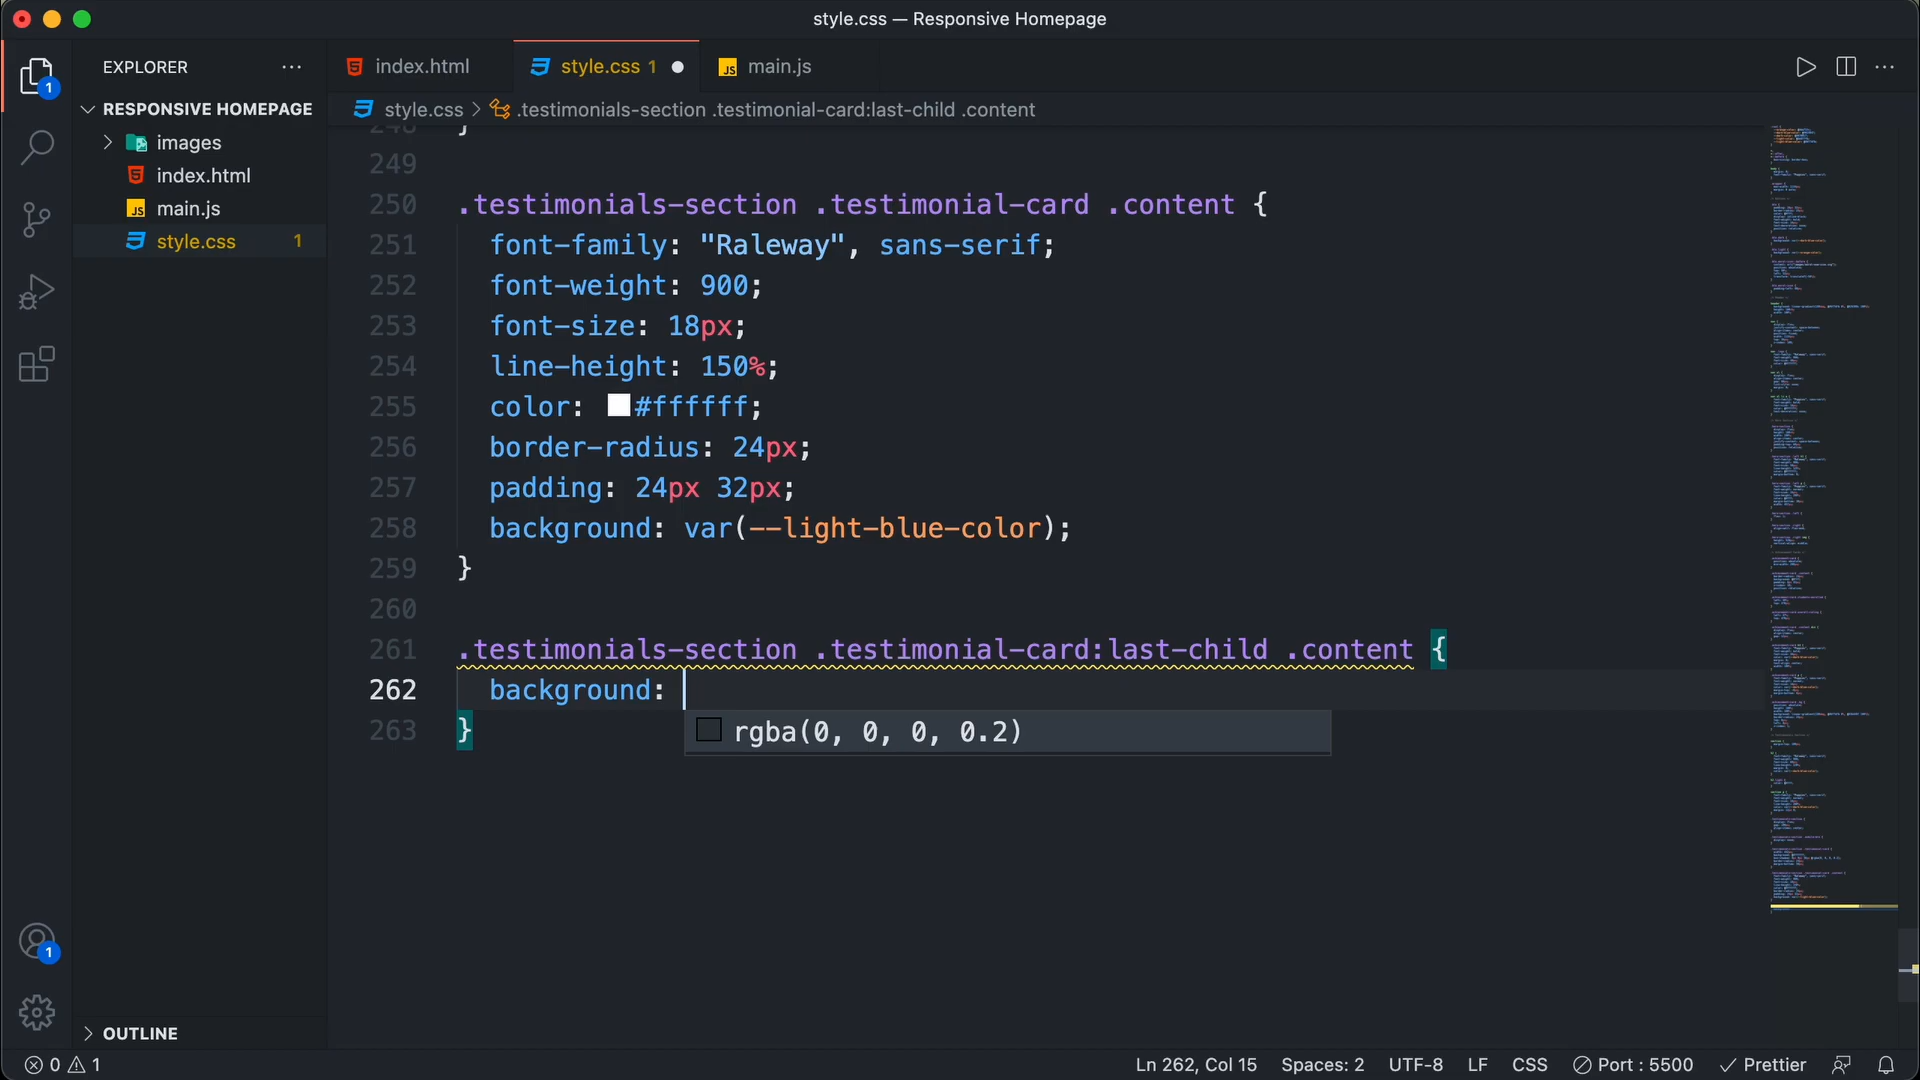 style.css — Responsive Homepage
EXPLORER
index.html
style.css 1
main.js
RESPONSIVE HOMEPAGE
style.css > .testimonials-section .testimonial-card:last-child .content
images
index.html
main.js
style.css 1
248 }
249
250 .testimonials-section .testimonial-card .content {
251 font-family: "Raleway", sans-serif;
252 font-weight: 900;
253 font-size: 18px;
254 line-height: 150%;
255 color: #ffffff;
256 border-radius: 24px;
257 padding: 24px 32px;
258 background: var(--light-blue-color);
259 }
260
261 .testimonials-section .testimonial-card:last-child .content {
262 background:
263 }
rgba(0, 0, 0, 0.2)
1
1
OUTLINE
0 1
Ln 262, Col 15
Spaces: 2
UTF-8
LF
CSS
Port : 5500
Prettier